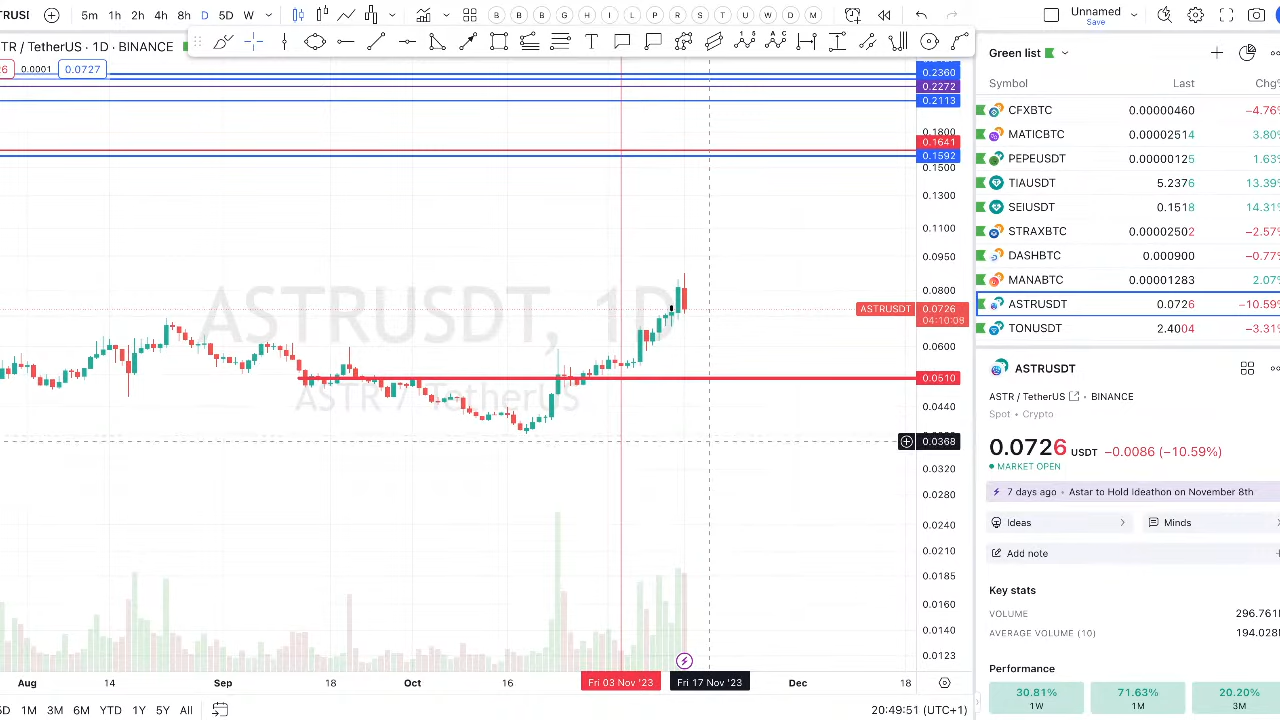 TRUSI 5m 1h 2h 4h 8h D 5D W B B G H I L P R S T U W D M Unnamed
Save
TR / TetherUS · 1D · BINANCE
0.0001 0.0727
Green list
Symbol Last Chg%
CFXBTC 0.00000460 −4.76%
MATICBTC 0.00002514 3.80%
PEPEUSDT 0.00000125 1.63%
TIAUSDT 5.2376 13.39%
SEIUSDT 0.1518 14.31%
STRAXBTC 0.00002502 −2.57%
DASHBTC 0.000900 −0.77%
MANABTC 0.00001283 2.07%
ASTRUSDT 0.0726 −10.59%
TONUSDT 2.4004 −3.31%
0.2360
0.2272
0.2113
0.1800
0.1641
0.1592
0.1500
0.1300
0.1100
0.0950
0.0800
ASTRUSDT 0.0726
04:10:08
0.0600
0.0510
0.0440
0.0368
0.0320
0.0280
0.0240
0.0210
0.0185
0.0160
0.0140
0.0123
ASTRUSDT, 1D
ASTR / TetherUS
ASTRUSDT
ASTR / TetherUS · BINANCE
Spot · Crypto
0.0726 USDT −0.0086 (−10.59%)
MARKET OPEN
7 days ago · Astar to Hold Ideathon on November 8th
Ideas Minds
Add note
Key stats
VOLUME 296.761
AVERAGE VOLUME (10) 194.028
Performance
30.81% 71.63% 20.20%
1W 1M 3M
Aug 14 Sep 18 Oct 16 Fri 03 Nov '23 Fri 17 Nov '23 Dec 18
5D 1M 3M 6M YTD 1Y 5Y All 20:49:51 (UTC+1)